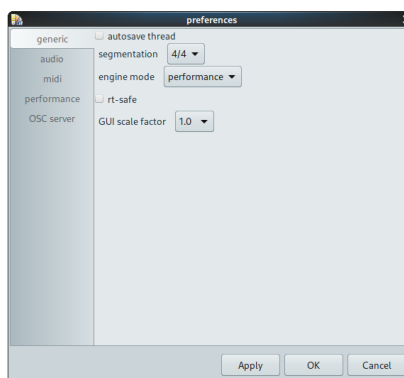 preferences
generic
audio
midi
performance
OSC server
autosave thread
segmentation 4/4
engine mode performance
rt-safe
GUI scale factor 1.0
Apply OK Cancel